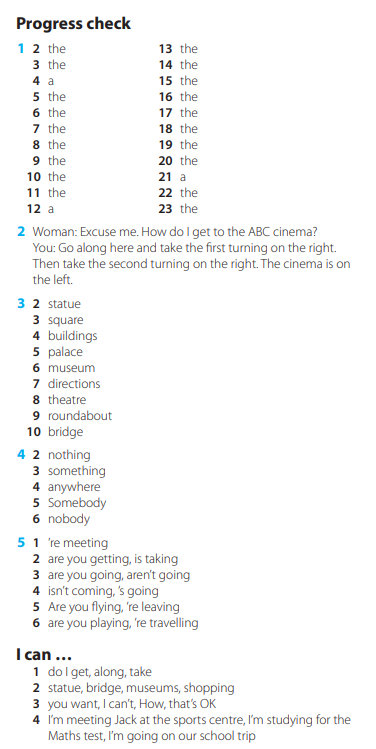 Progress check
1 2 the
3 the
4 a
5 the
6 the
7 the
8 the
9 the
10 the
11 the
12 a
13 the
14 the
15 the
16 the
17 the
18 the
19 the
20 the
21 a
22 the
23 the
2 Woman: Excuse me. How do I get to the ABC cinema?
You: Go along here and take the first turning on the right.
Then take the second turning on the right. The cinema is on
the left.
3 2 statue
3 square
4 buildings
5 palace
6 museum
7 directions
8 theatre
9 roundabout
10 bridge
4 2 nothing
3 something
4 anywhere
5 Somebody
6 nobody
5 1 ’re meeting
2 are you getting, is taking
3 are you going, aren’t going
4 isn’t coming, ’s going
5 Are you flying, ’re leaving
6 are you playing, ’re travelling
I can …
1 do I get, along, take
2 statue, bridge, museums, shopping
3 you want, I can’t, How, that’s OK
4 I’m meeting Jack at the sports centre, I’m studying for the
Maths test, I’m going on our school trip